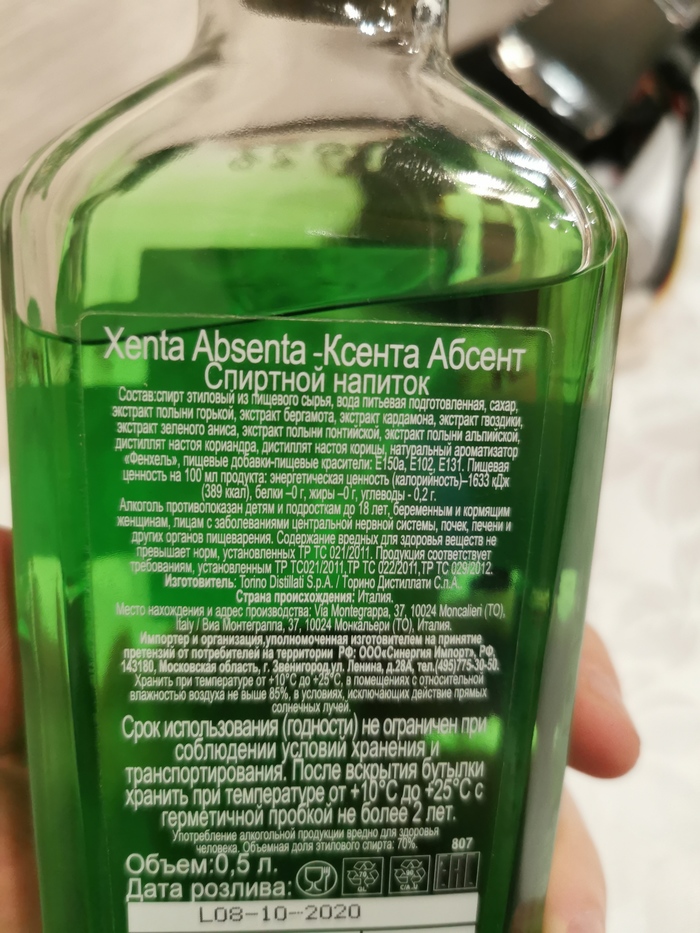 Xenta Absenta -Ксента Абсент
Спиртной напиток
Состав:спирт этиловый из пищевого сырья, вода питьевая подготовленная, сахар,
экстракт полыни горькой, экстракт бергамота, экстракт кардамона, экстракт гвоздики,
экстракт зеленого аниса, экстракт полыни понтийской, экстракт полыни альпийской,
дистиллят настоя кориандра, дистиллят настоя корицы, натуральный ароматизатор
«Фенхель», пищевые добавки-пищевые красители: Е150а, Е102, Е131. Пищевая
ценность на 100 мл продукта: энергетическая ценность (калорийность)–1633 кДж
(389 ккал), белки –0 г, жиры –0 г, углеводы - 0,2 г.
Алкоголь противопоказан детям и подросткам до 18 лет, беременным и кормящим
женщинам, лицам с заболеваниями центральной нервной системы, почек, печени и
других органов пищеварения. Содержание вредных для здоровья веществ не
превышает норм, установленных ТР ТС 021/2011. Продукция соответствует
требованиям, установленным ТР ТС021/2011,ТР ТС 022/2011,ТР ТС 029/2012.
Изготовитель: Torino Distillati S.p.A. / Торино Дистиллати С.п.А.
Страна происхождения: Италия.
Место нахождения и адрес производства: Via Montegrappa, 37, 10024 Moncalieri (TO),
Italy / Виа Монтеграппа, 37, 10024 Монкальери (ТО), Италия.
Импортер и организация,уполномоченная изготовителем на принятие
претензий от потребителей на территории РФ: ООО«Синергия Импорт», РФ,
143180, Московская область, г. Звенигород,ул. Ленина, д.28А, тел.(495)775-30-50.
Хранить при температуре от +10°С до +25°С, в помещениях с относительной
влажностью воздуха не выше 85%, в условиях, исключающих действие прямых
солнечных лучей.
Срок использования (годности) не ограничен при
соблюдении условий хранения и
транспортирования. После вскрытия бутылки
хранить при температуре от +10°С до +25°С с
герметичной пробкой не более 2 лет.
Употребление алкогольной продукции вредно для здоровья
человека. Объемная доля этилового спирта: 70%. 807
Объем:0,5 л.
Дата розлива:
L08-10-2020